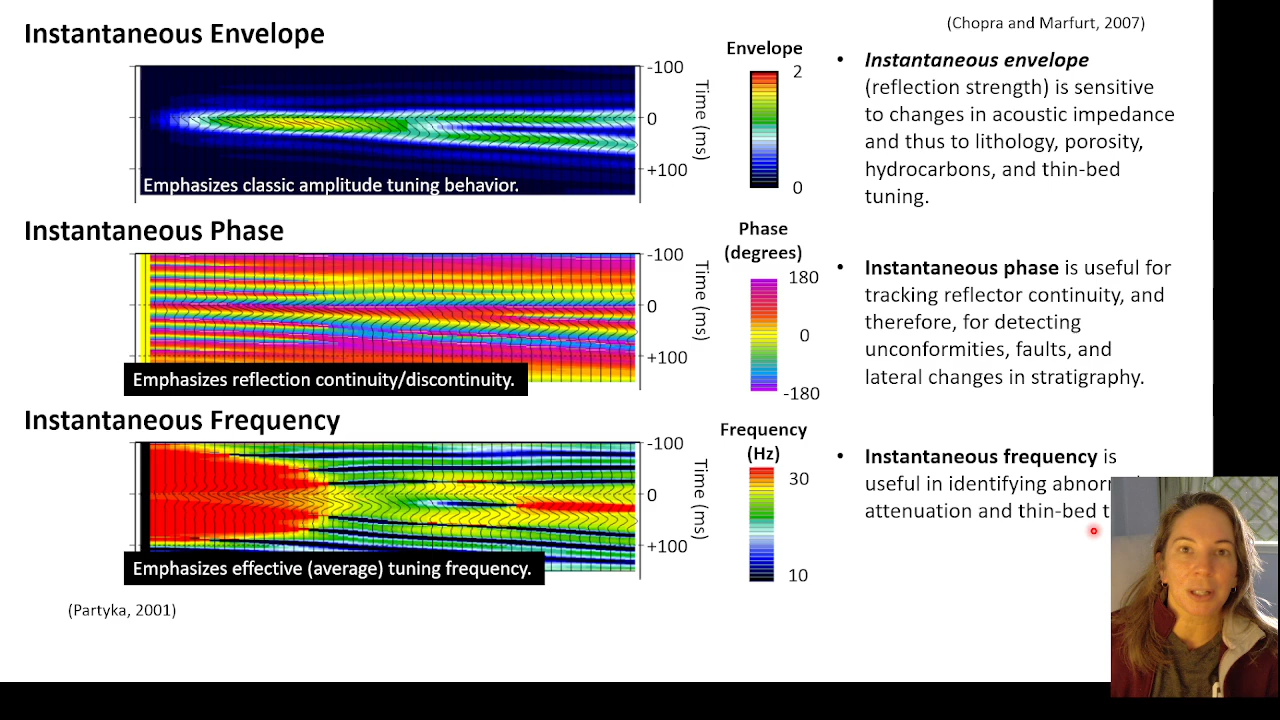 Instantaneous Envelope
(Chopra and Marfurt, 2007)
Envelope
2
0
-100
0
+100
Time (ms)
Emphasizes classic amplitude tuning behavior.
• Instantaneous envelope
(reflection strength) is sensitive
to changes in acoustic impedance
and thus to lithology, porosity,
hydrocarbons, and thin-bed
tuning.
Instantaneous Phase
Phase
(degrees)
180
0
-180
-100
0
+100
Time (ms)
Emphasizes reflection continuity/discontinuity.
• Instantaneous phase is useful for
tracking reflector continuity, and
therefore, for detecting
unconformities, faults, and
lateral changes in stratigraphy.
Instantaneous Frequency
Frequency
(Hz)
30
10
-100
0
+100
Time (ms)
Emphasizes effective (average) tuning frequency.
• Instantaneous frequency is
useful in identifying
attenuation and thin-bed
(Partyka, 2001)